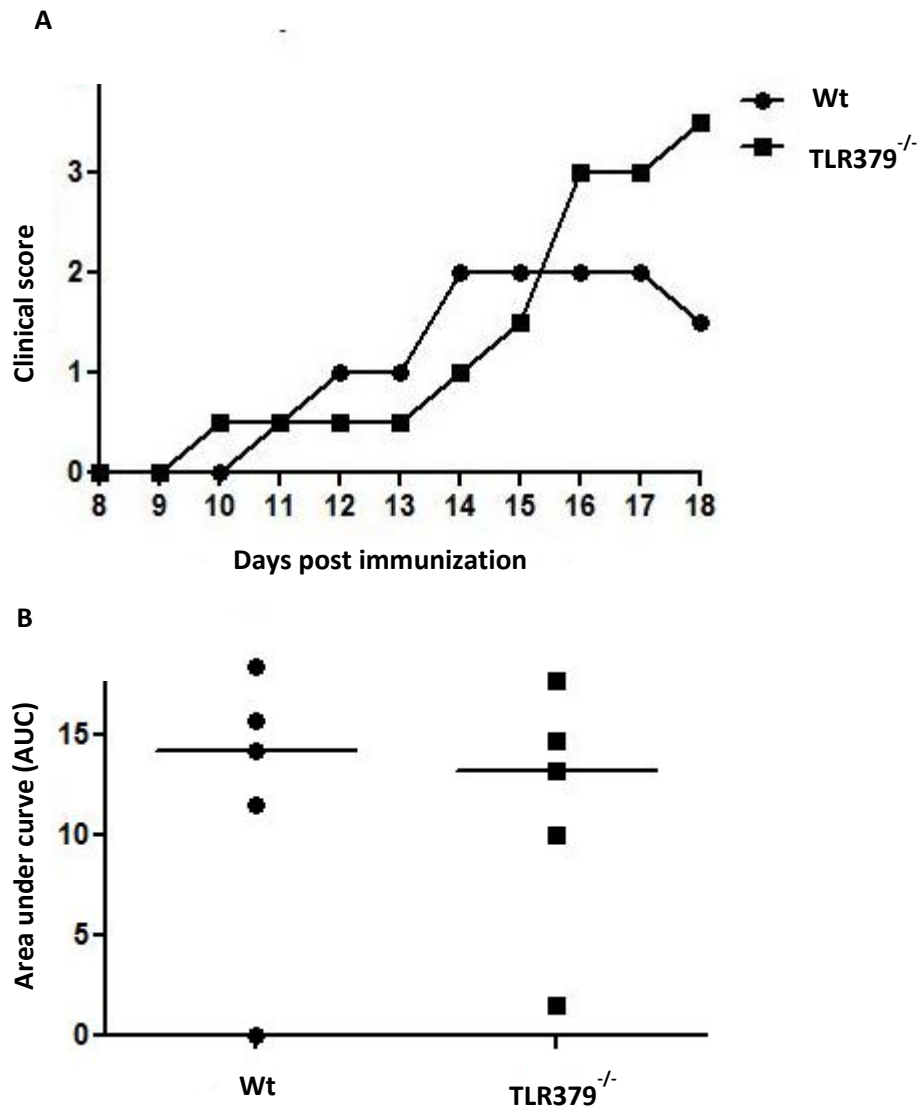 A
Wt
TLR379-/-
Clinical score
3
2
1
0
8 9 10 11 12 13 14 15 16 17 18
Days post immunization
B
Area under curve (AUC)
15
10
5
0
Wt
TLR379-/-